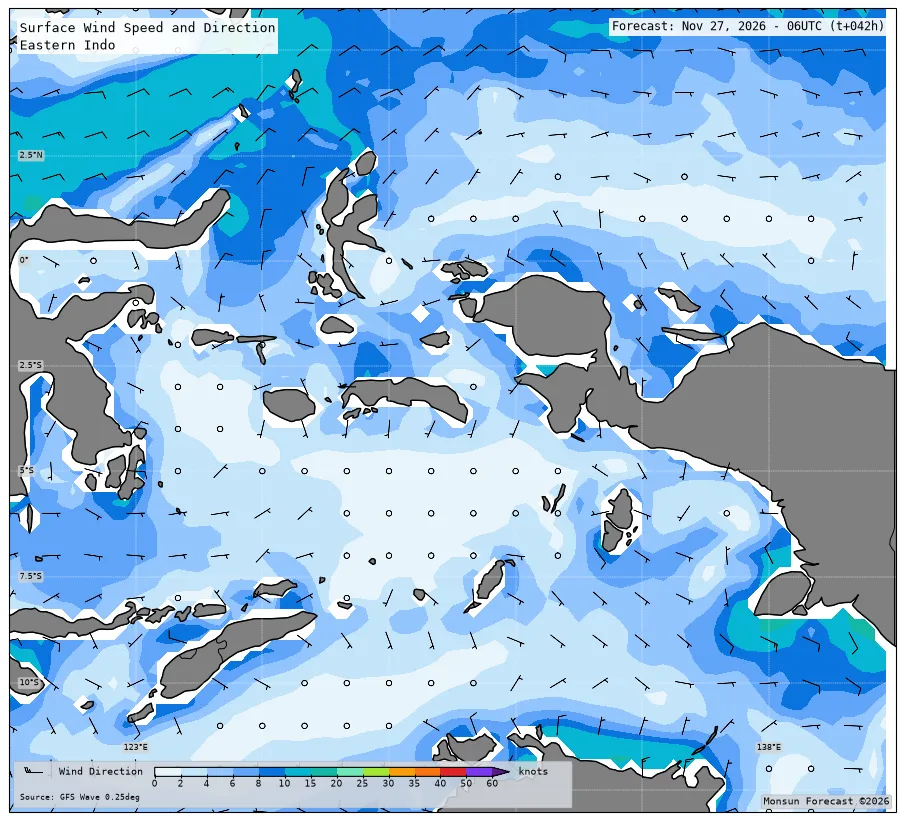 Surface Wind Speed and Direction
Eastern Indo
Forecast: Nov 27, 2026 - 06UTC (t+042h)
2.5°N
0°
2.5°S
5°S
7.5°S
10°S
123°E
138°E
Wind Direction
knots
0 2 4 6 8 10 15 20 25 30 35 40 50 60
Source: GFS Wave 0.25deg
Monsun Forecast ©2026